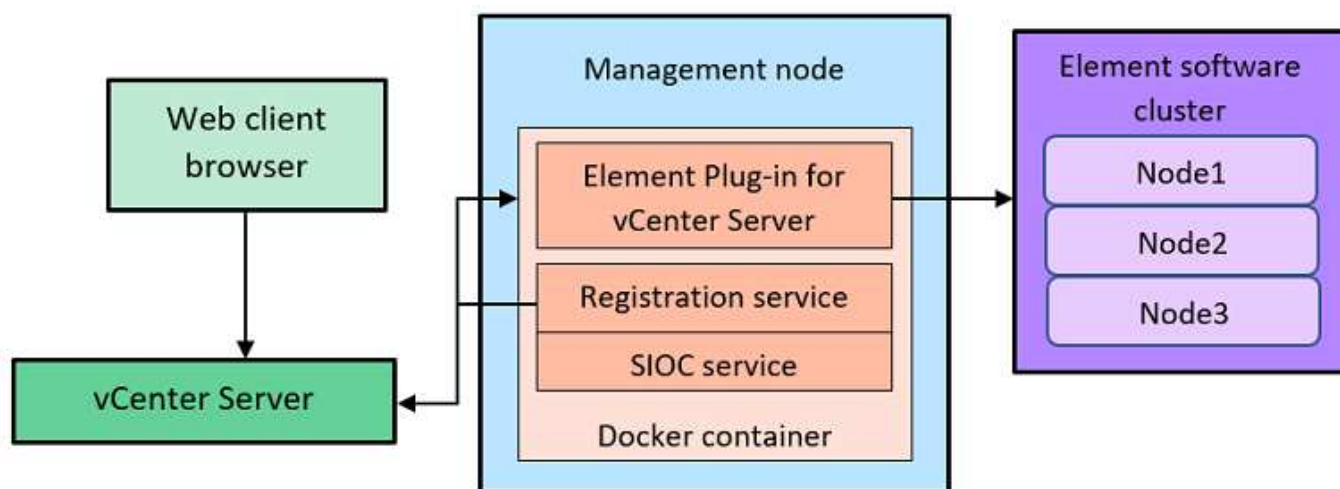 Web client
browser
vCenter Server
Management node
Element Plug-in for
vCenter Server
Registration service
SIOC service
Docker container
Element software
cluster
Node1
Node2
Node3